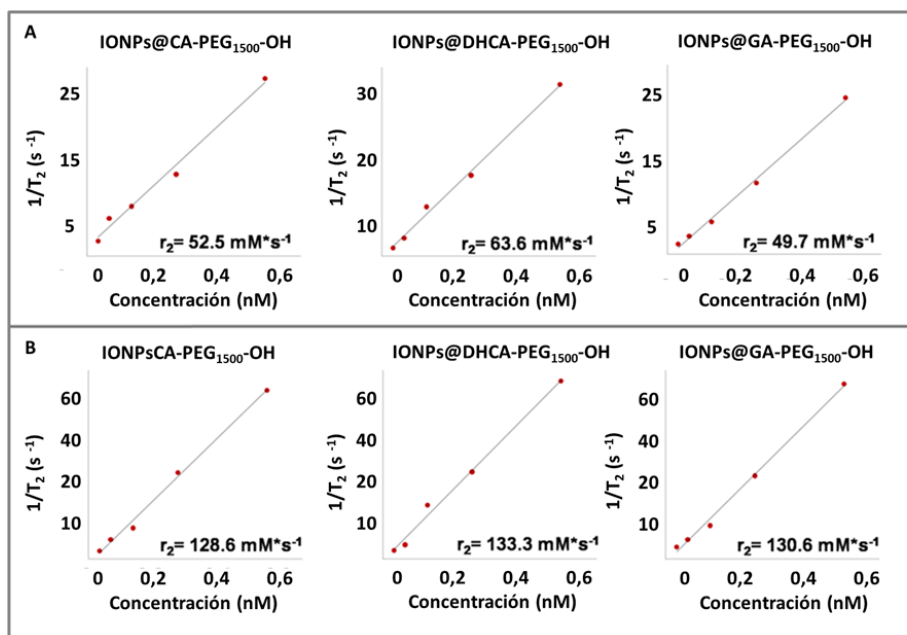 A
IONPs@CA-PEG1500-OH
IONPs@DHCA-PEG1500-OH
IONPs@GA-PEG1500-OH
1/T2 (s -1)
25
15
5
r2= 52.5 mM*s-1
0 0,2 0,4 0,6
Concentración (nM)
1/T2 (s -1)
30
20
10
r2= 63.6 mM*s-1
0 0,2 0,4 0,6
Concentración (nM)
1/T2 (s -1)
25
15
5
r2= 49.7 mM*s-1
0 0,2 0,4 0,6
Concentración (nM)
B
IONPsCA-PEG1500-OH
IONPs@DHCA-PEG1500-OH
IONPs@GA-PEG1500-OH
1/T2 (s -1)
60
40
20
10
r2= 128.6 mM*s-1
0 0,2 0,4 0,6
Concentración (nM)
1/T2 (s -1)
60
40
20
10
r2= 133.3 mM*s-1
0 0,2 0,4 0,6
Concentración (nM)
1/T2 (s -1)
60
40
20
10
r2= 130.6 mM*s-1
0 0,2 0,4 0,6
Concentración (nM)